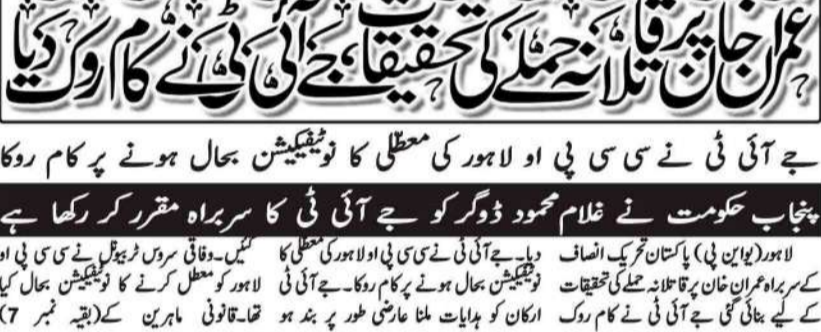 عمران خان پر قاتلانہ حملے کی تحقیقات، جے آئی ٹی نے کام روک دیا
جے آئی ٹی نے سی سی پی او لاہور کی معطلی کا نوٹیفکیشن بحال ہونے پر کام روکا
پنجاب حکومت نے غلام محمود ڈوگر کو جے آئی ٹی کا سربراہ مقرر کر رکھا ہے
لاہور(یو این پی) پاکستان تحریک انصاف
کے سربراہ عمران خان پر قاتلانہ حملے کی تحقیقات
کے لیے بنائی گئی جے آئی ٹی نے کام روک
دیا۔ جے آئی ٹی نے سی سی پی او لاہور کی معطلی کا
نوٹیفکیشن بحال ہونے پر کام روکا۔ جے آئی ٹی
ارکان کو ہدایات ملنا عارضی طور پر بند ہو
گئیں۔ وفاقی سروس ٹربیونل نے سی سی پی او
لاہور کو معطل کرنے کا نوٹیفکیشن بحال کیا
تھا۔ قانونی ماہرین کے (بقیہ نمبر 7)